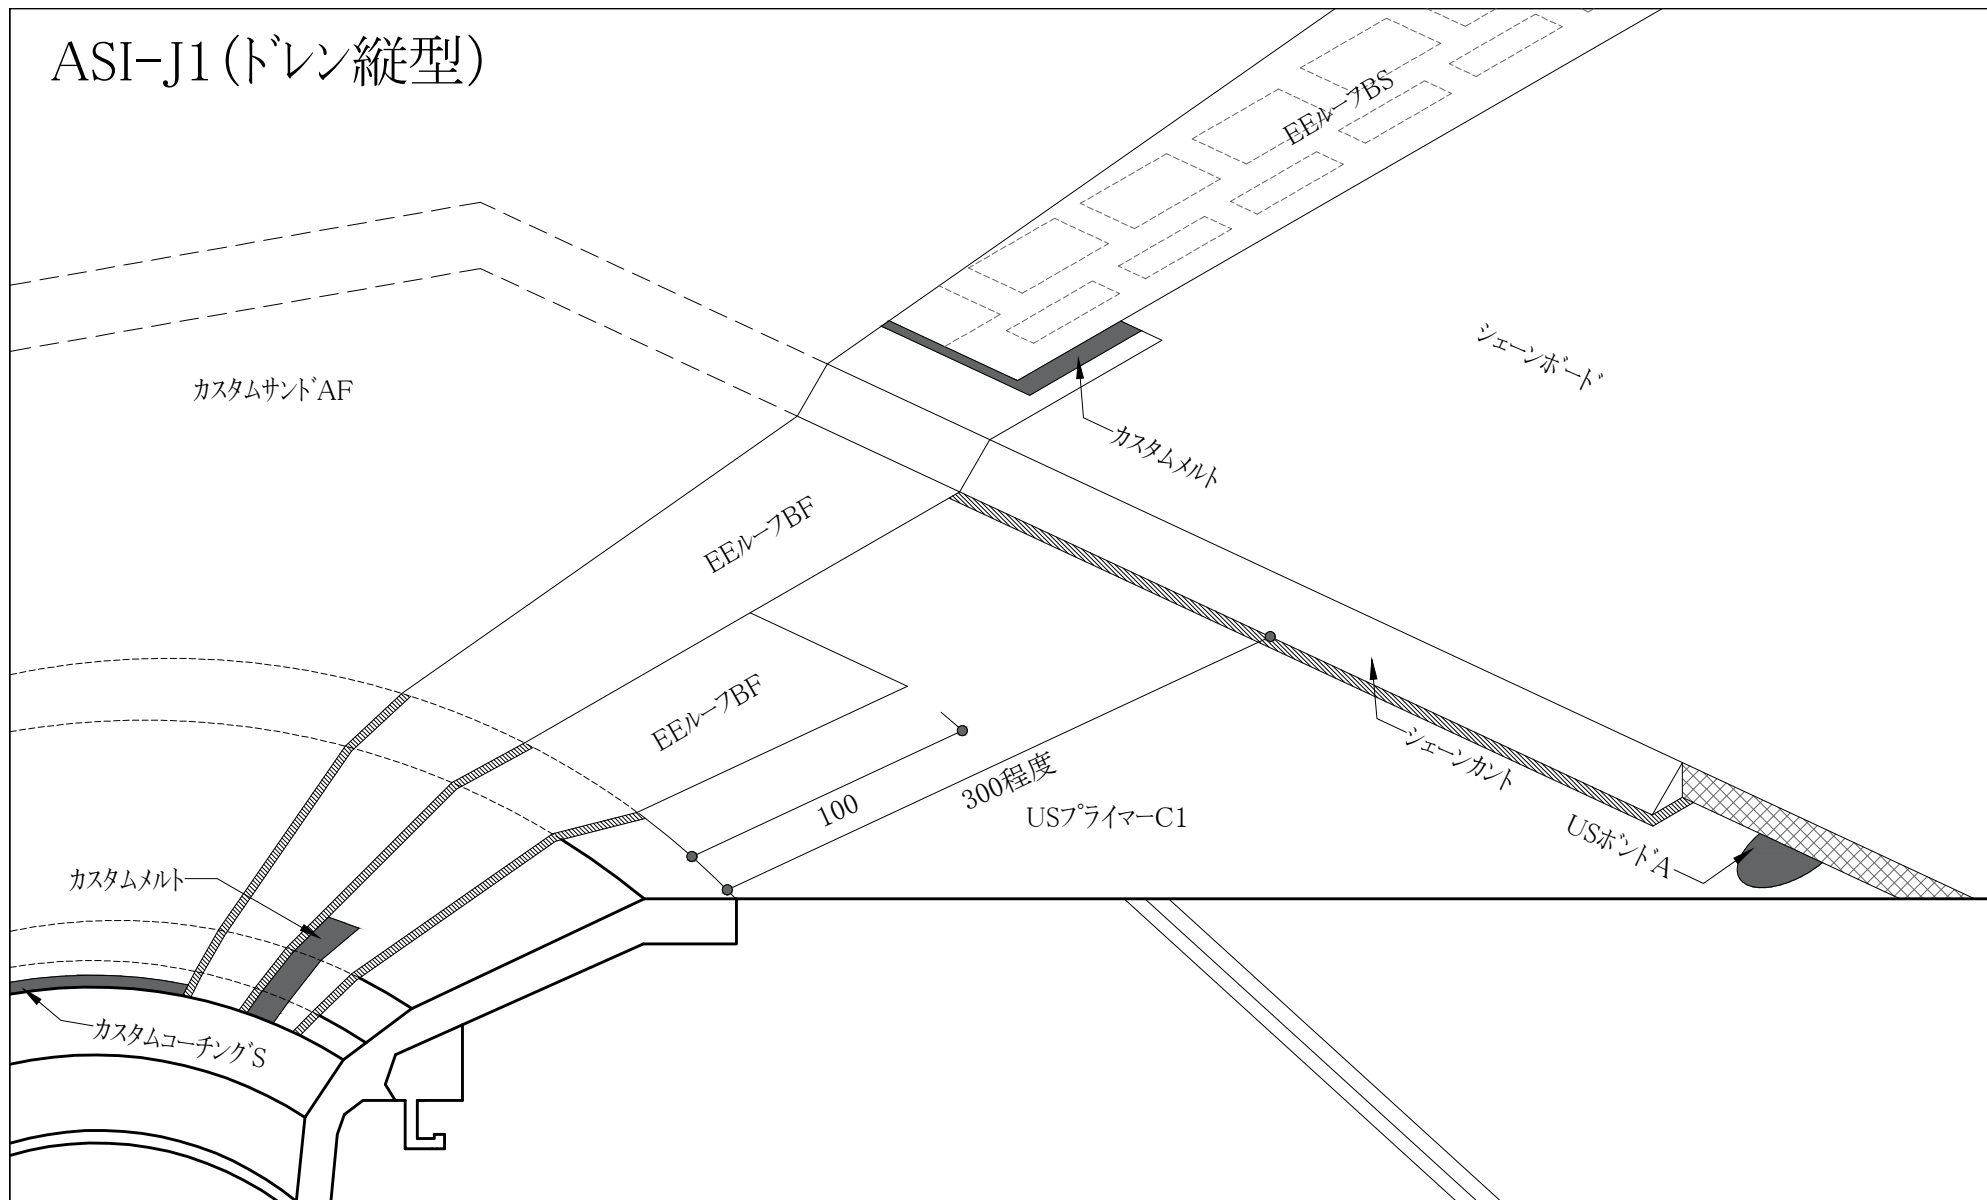 ASI-J1(ドレン縦型)
EEルーフBS
シェーンボード
カスタムサンドAF
カスタムメルト
EEルーフBF
EEルーフBF
シェーンカント
300程度
100
USプライマーC1
USボンドA
カスタムメルト
カスタムコーチングS